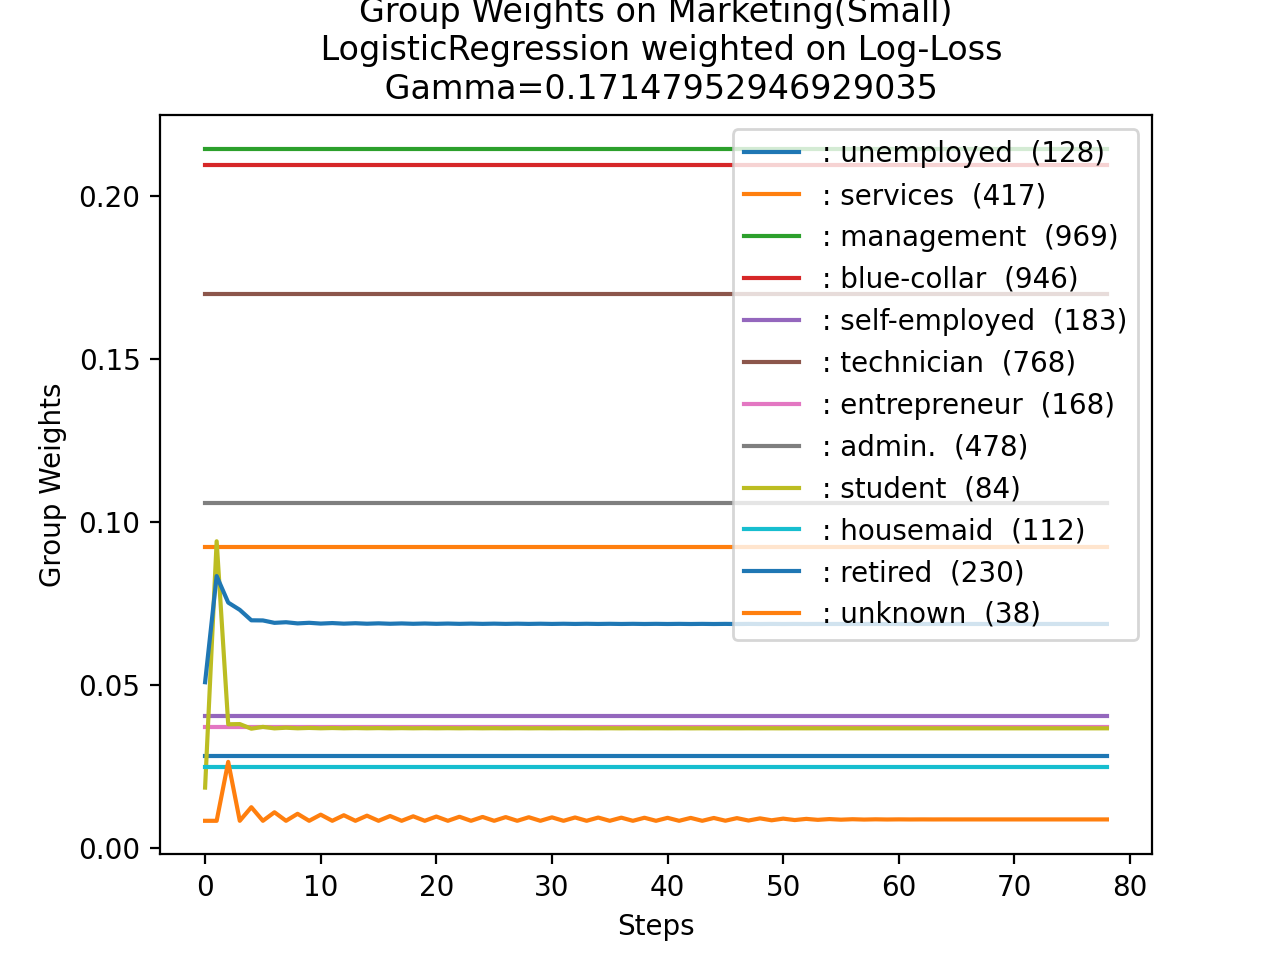 Group Weights on Marketing(Small)
LogisticRegression weighted on Log-Loss
Gamma=0.17147952946929035
: unemployed (128)
: services (417)
: management (969)
: blue-collar (946)
: self-employed (183)
: technician (768)
: entrepreneur (168)
: admin. (478)
: student (84)
: housemaid (112)
: retired (230)
: unknown (38)
Group Weights
0.20
0.15
0.10
0.05
0.00
0 10 20 30 40 50 60 70 80
Steps